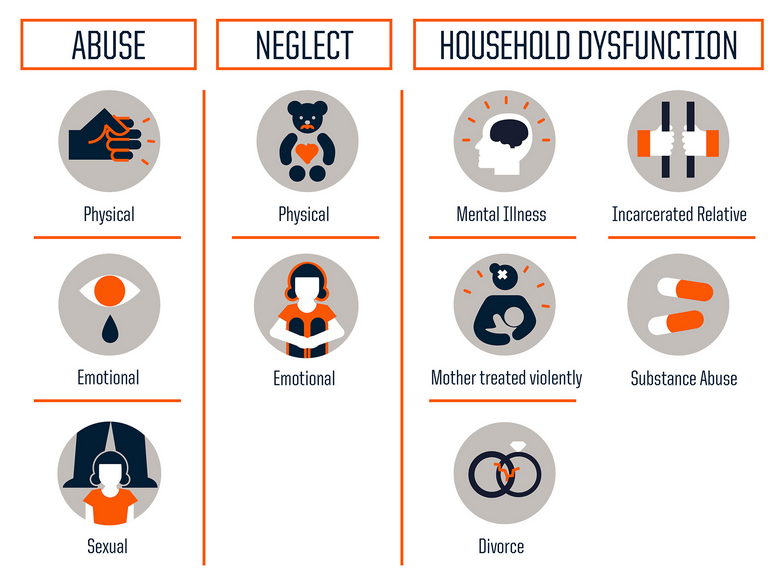 ABUSE
NEGLECT
HOUSEHOLD DYSFUNCTION
Physical
Physical
Mental Illness
Incarcerated Relative
Emotional
Emotional
Mother treated violently
Substance Abuse
Sexual
Divorce